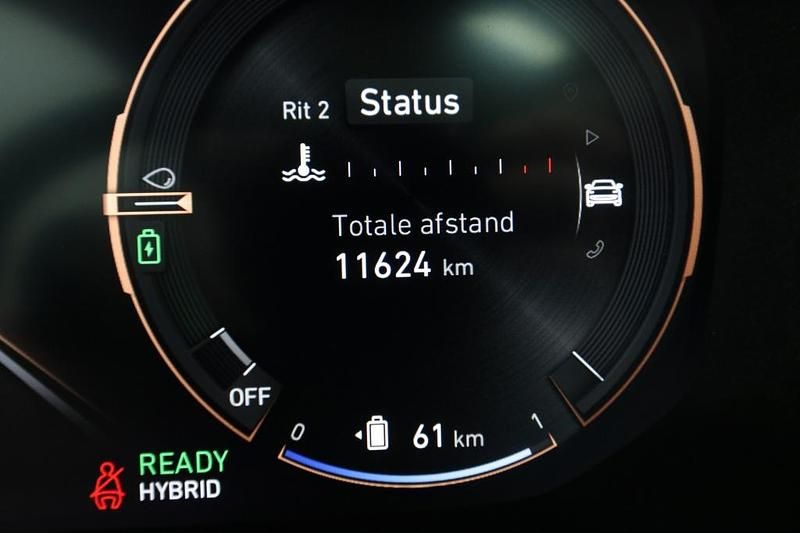 Rit 2 Status
Totale afstand
11624 km
OFF
0 61 km 1
READY
HYBRID